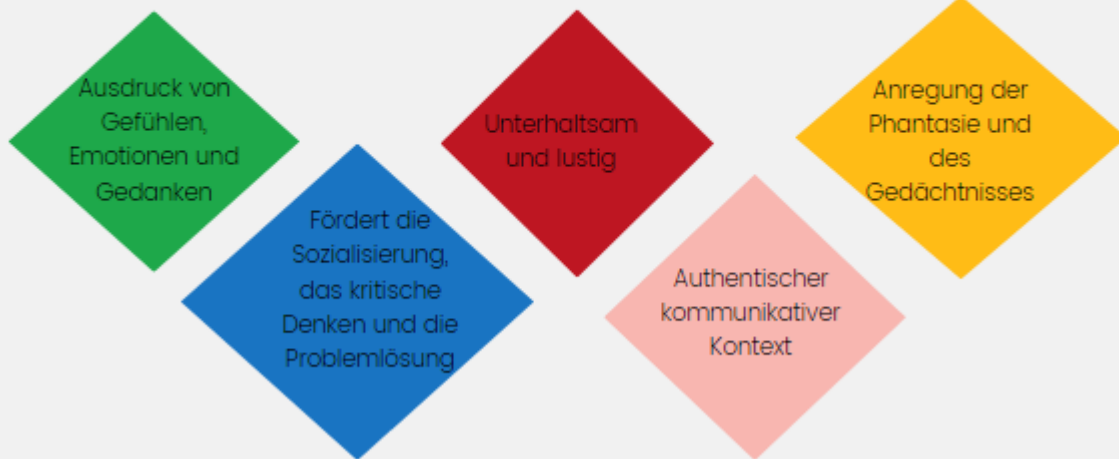 Ausdruck von
Gefühlen,
Emotionen und
Gedanken
Fördert die
Sozialisierung,
das kritische
Denken und die
Problemlösung
Unterhaltsam
und lustig
Authentischer
kommunikativer
Kontext
Anregung der
Phantasie und
des
Gedächtnisses